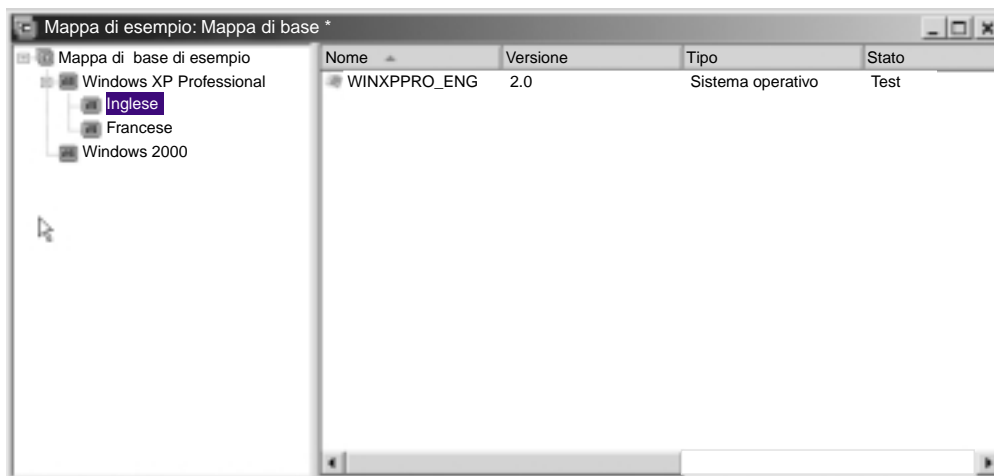 Mappa di esempio: Mappa di base *
Mappa di base di esempio
Windows XP Professional
Inglese
Francese
Windows 2000
Nome Versione Tipo Stato
WINXPPRO_ENG 2.0 Sistema operativo Test